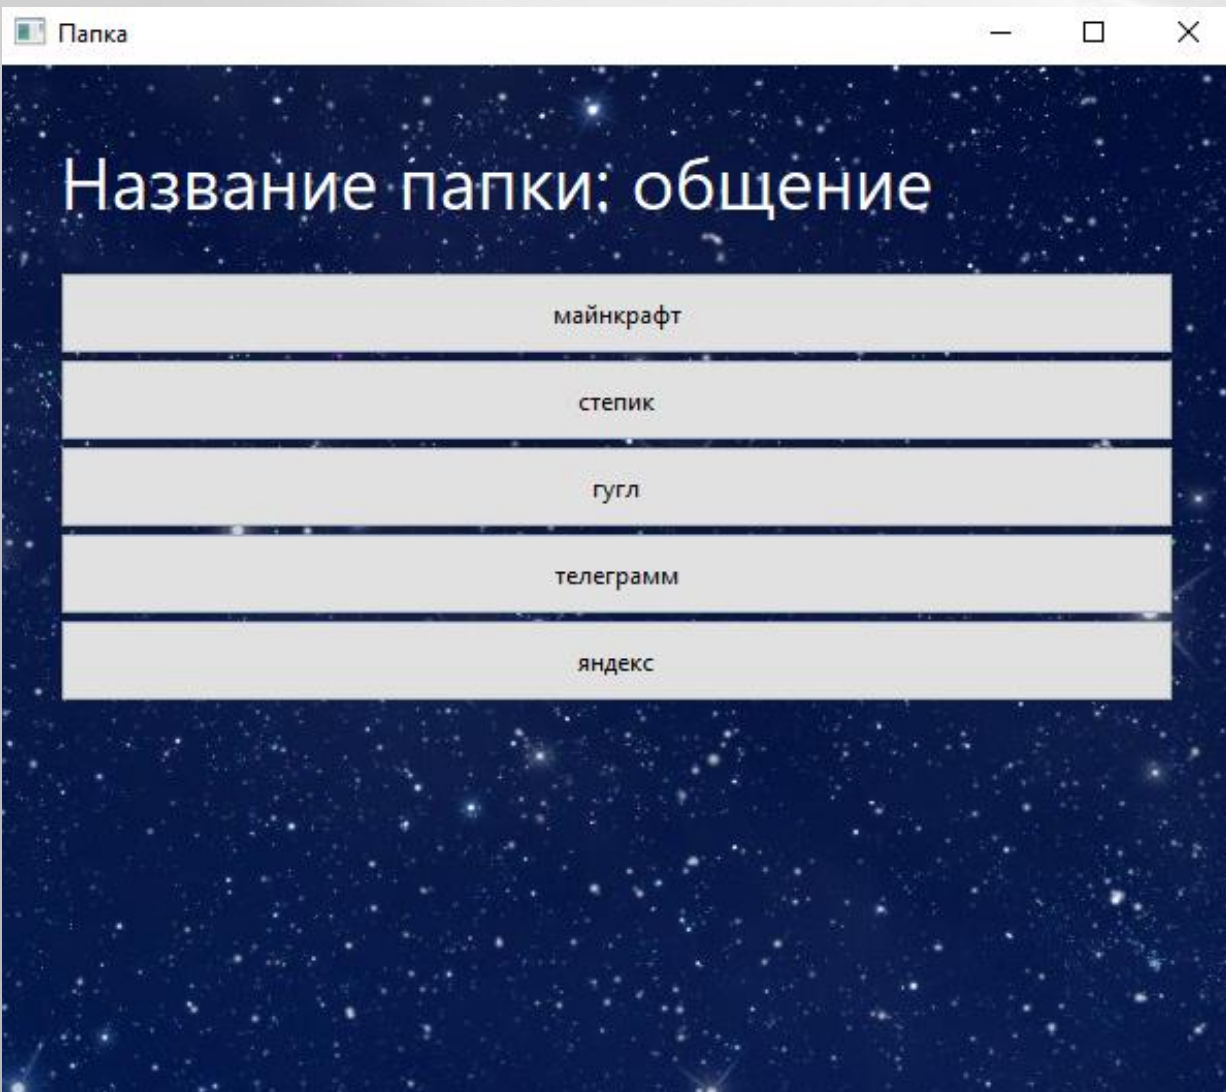 Папка
Название папки: общение
майнкрафт
степик
гугл
телеграмм
яндекс